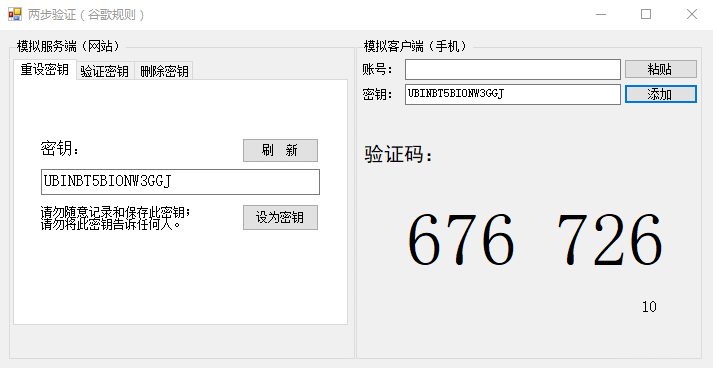 两步验证（谷歌规则）
模拟服务端（网站）
重设密钥 验证密钥 删除密钥
密钥：
刷 新
UBINBT5BIONW3GGJ
请勿随意记录和保存此密钥；
请勿将此密钥告诉任何人。
设为密钥
模拟客户端（手机）
账号：
粘贴
密钥：
UBINBT5BIONW3GGJ
添加
验证码：
676 726
10